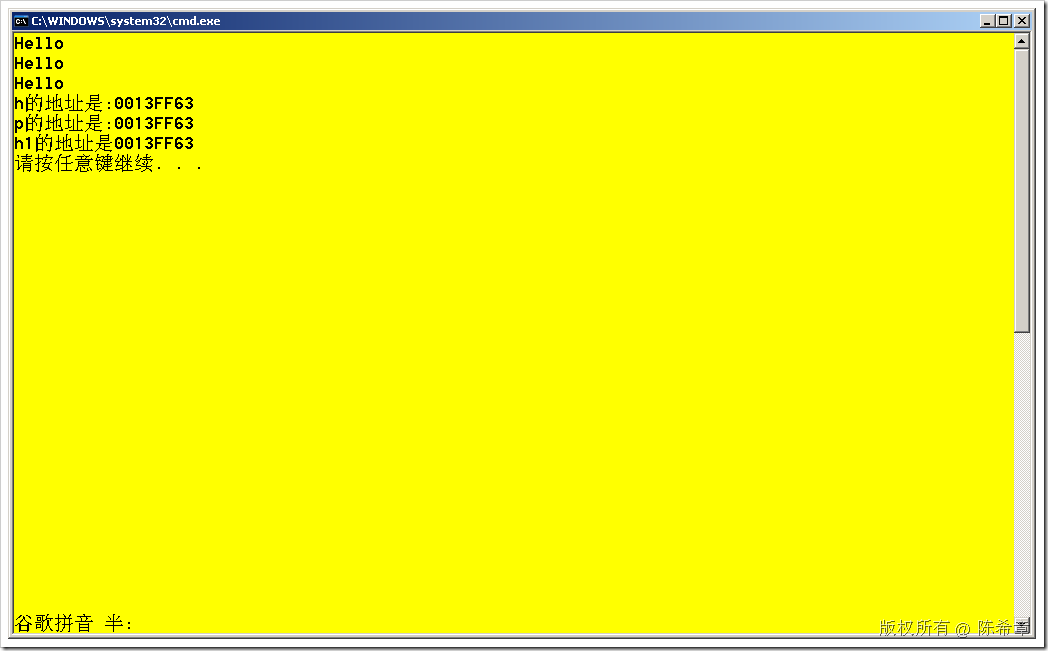 C:\WINDOWS\system32\cmd.exe
Hello
Hello
Hello
h的地址是:0013FF63
p的地址是:0013FF63
h1的地址是0013FF63
请按任意键继续. . .
谷歌拼音 半:
版权所有 @ 陈希章